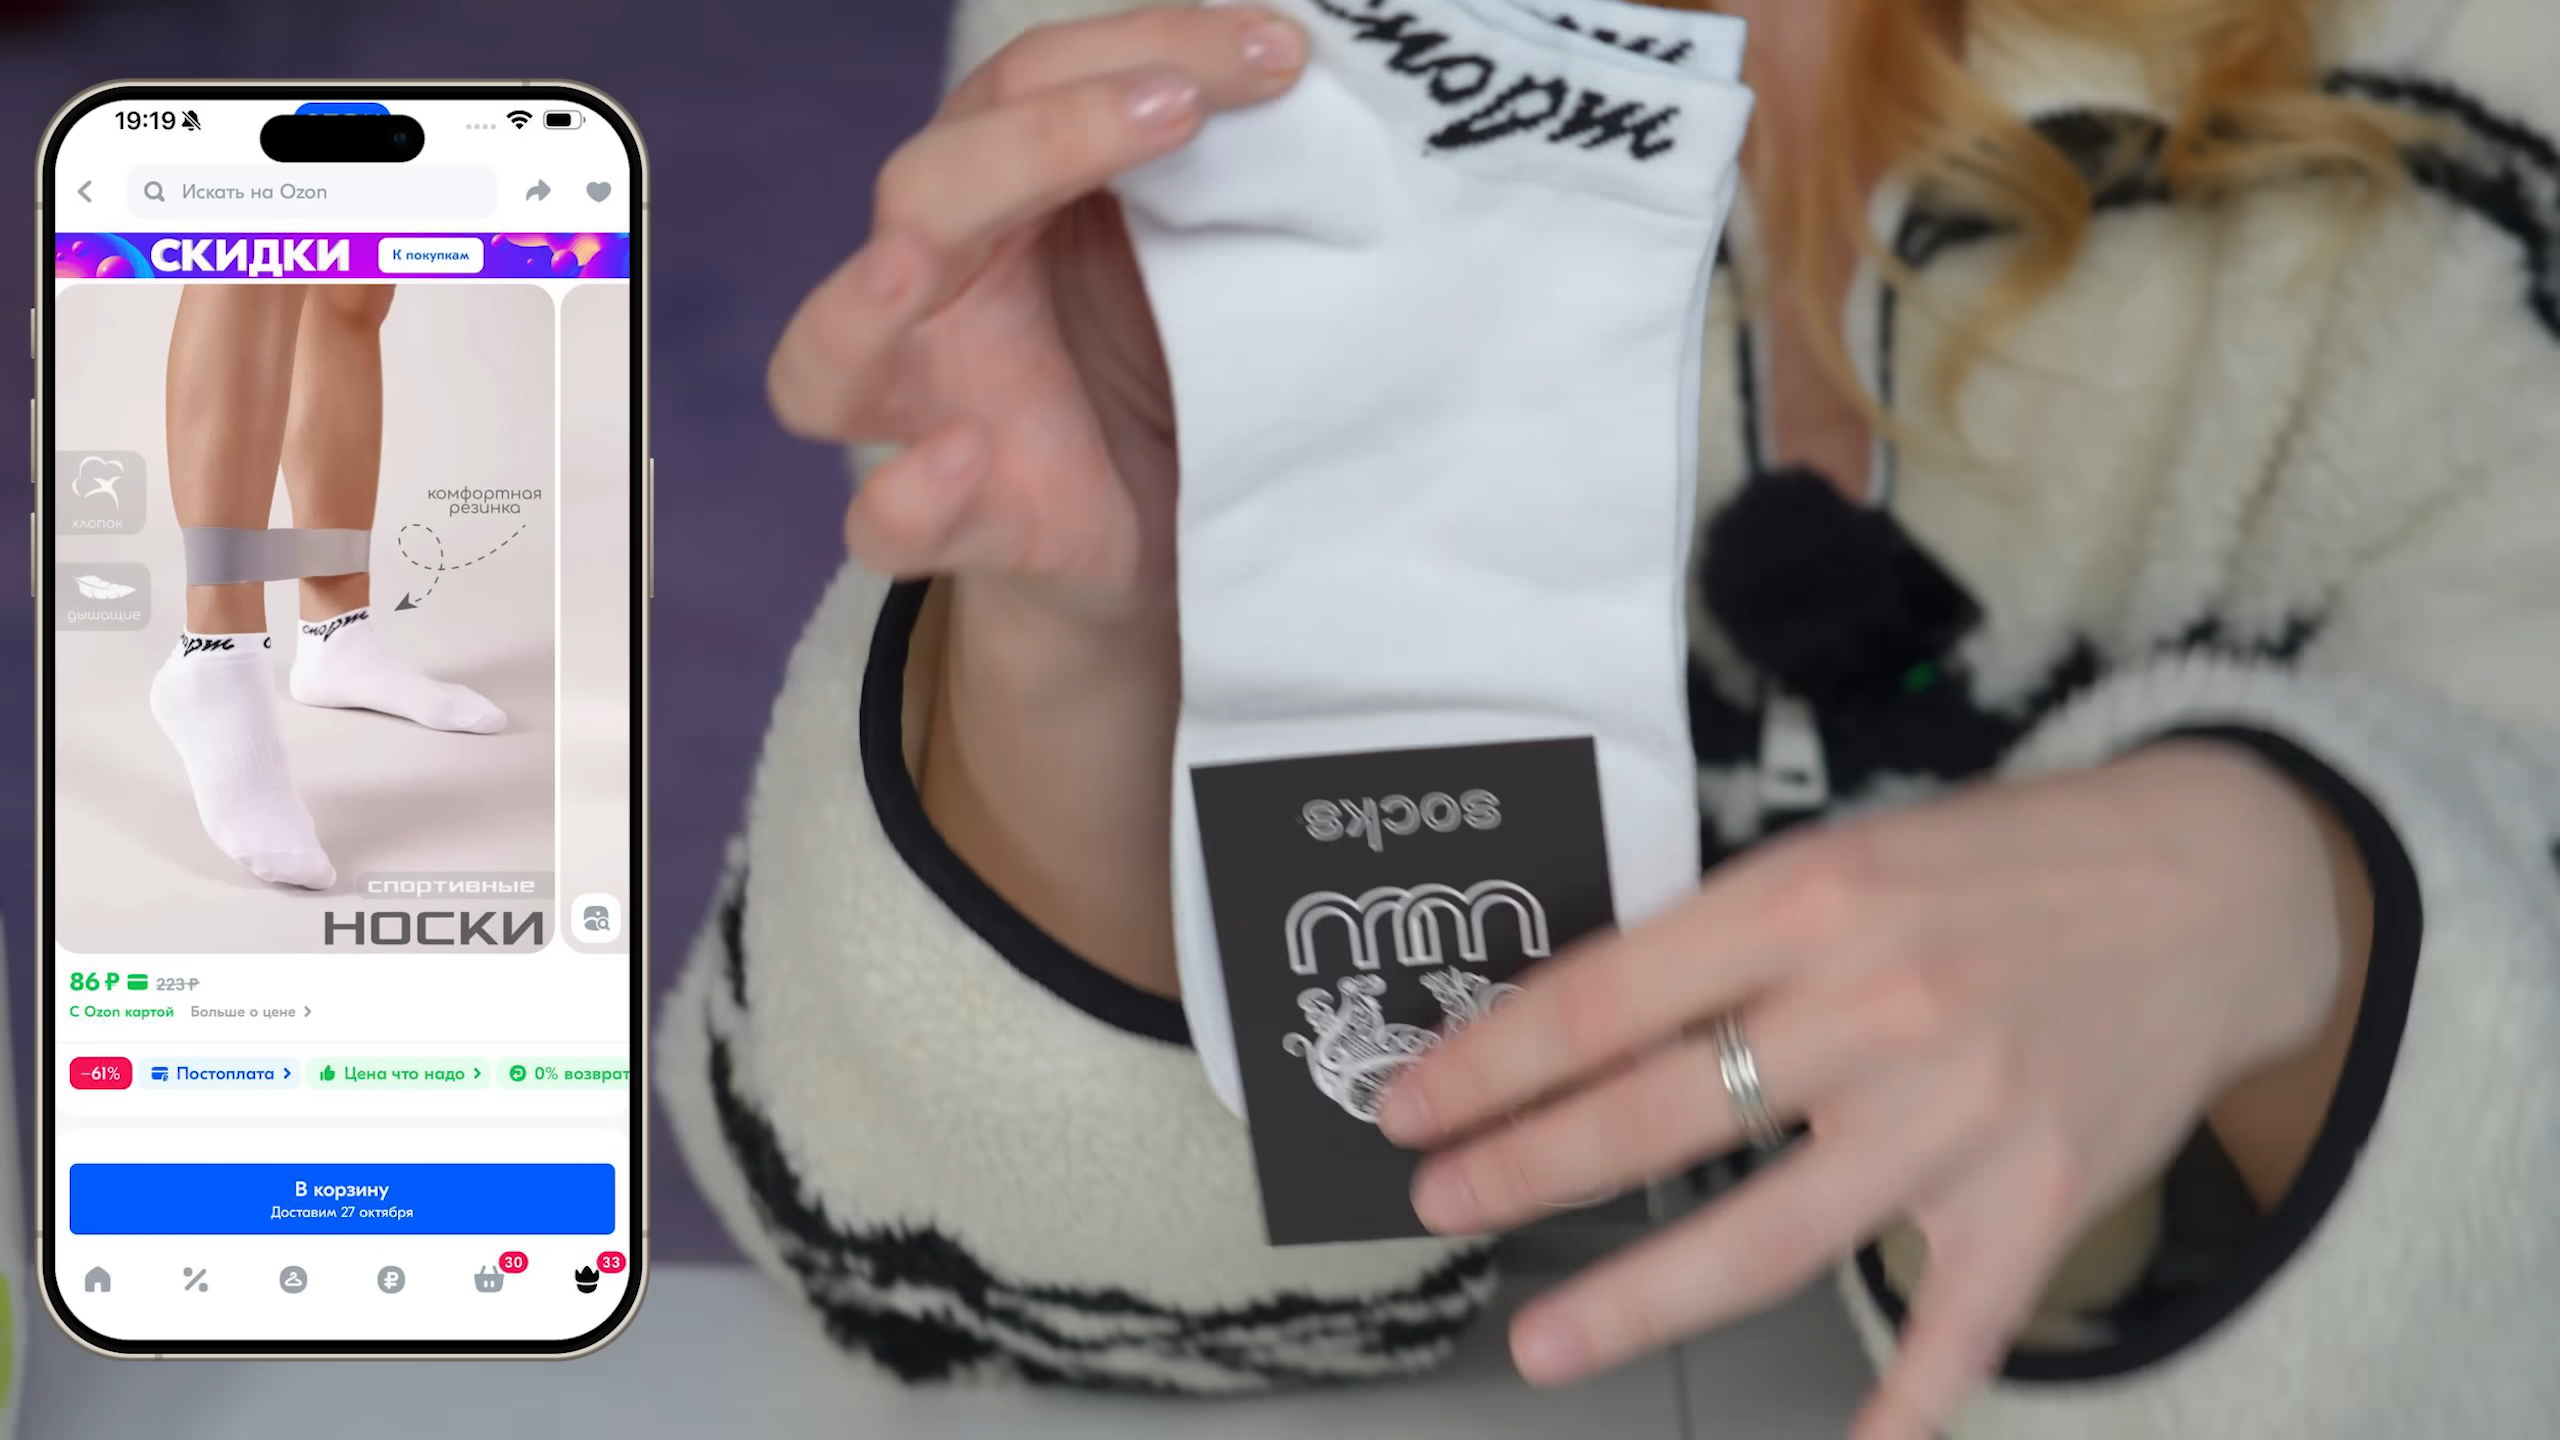 19:19
Искать на Ozon
СКИДКИ
К покупкам
хлопок
комфортная
резинка
дышащие
спорт
спортивные
НОСКИ
86 ₽ 223 ₽
С Ozon картой Больше о цене
−61% Постоплата Цена что надо 0% возврат
В корзину
Доставим 27 октября
30
33
спорт
socks